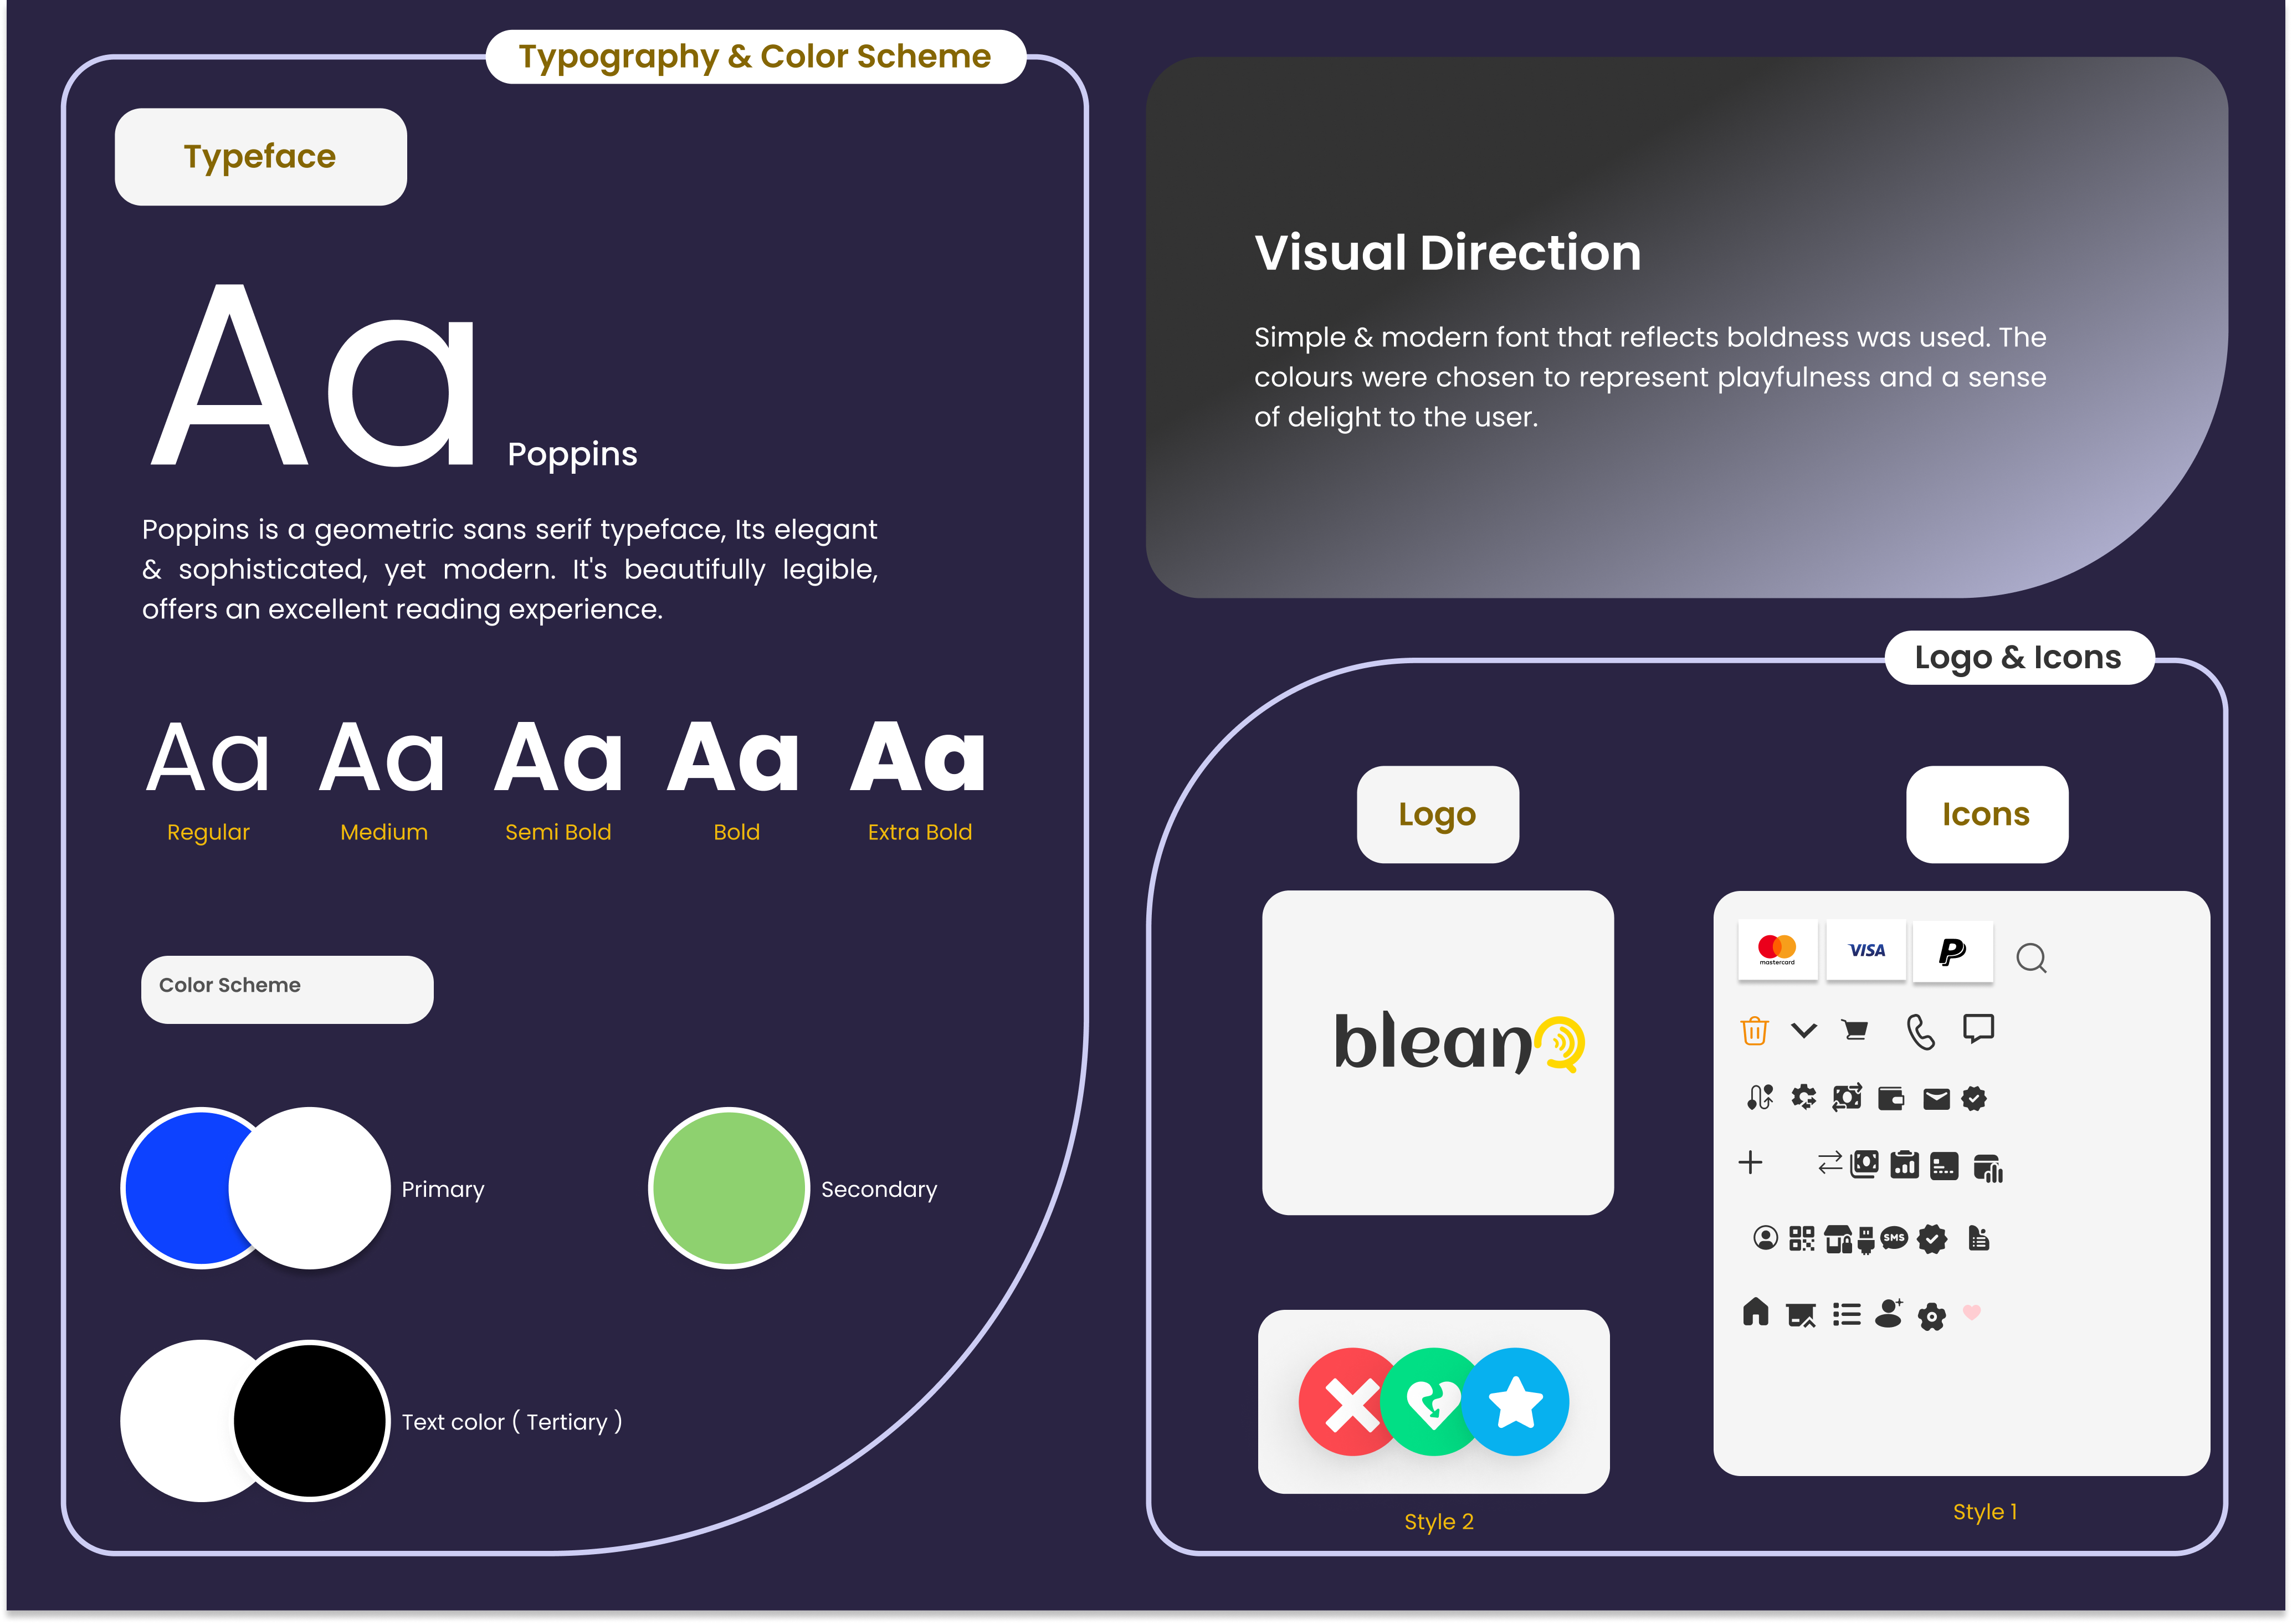 Typography & Color Scheme
Typeface
Aa
Poppins
Poppins is a geometric sans serif typeface, Its elegant
& sophisticated, yet modern. It's beautifully legible,
offers an excellent reading experience.
Aa Aa Aa Aa Aa
Regular Medium Semi Bold Bold Extra Bold
Color Scheme
Primary
Secondary
Text color ( Tertiary )
Visual Direction
Simple & modern font that reflects boldness was used. The
colours were chosen to represent playfulness and a sense
of delight to the user.
Logo & Icons
Logo
bleanQ
Style 2
Icons
mastercard
VISA
P
SMS
Style 1